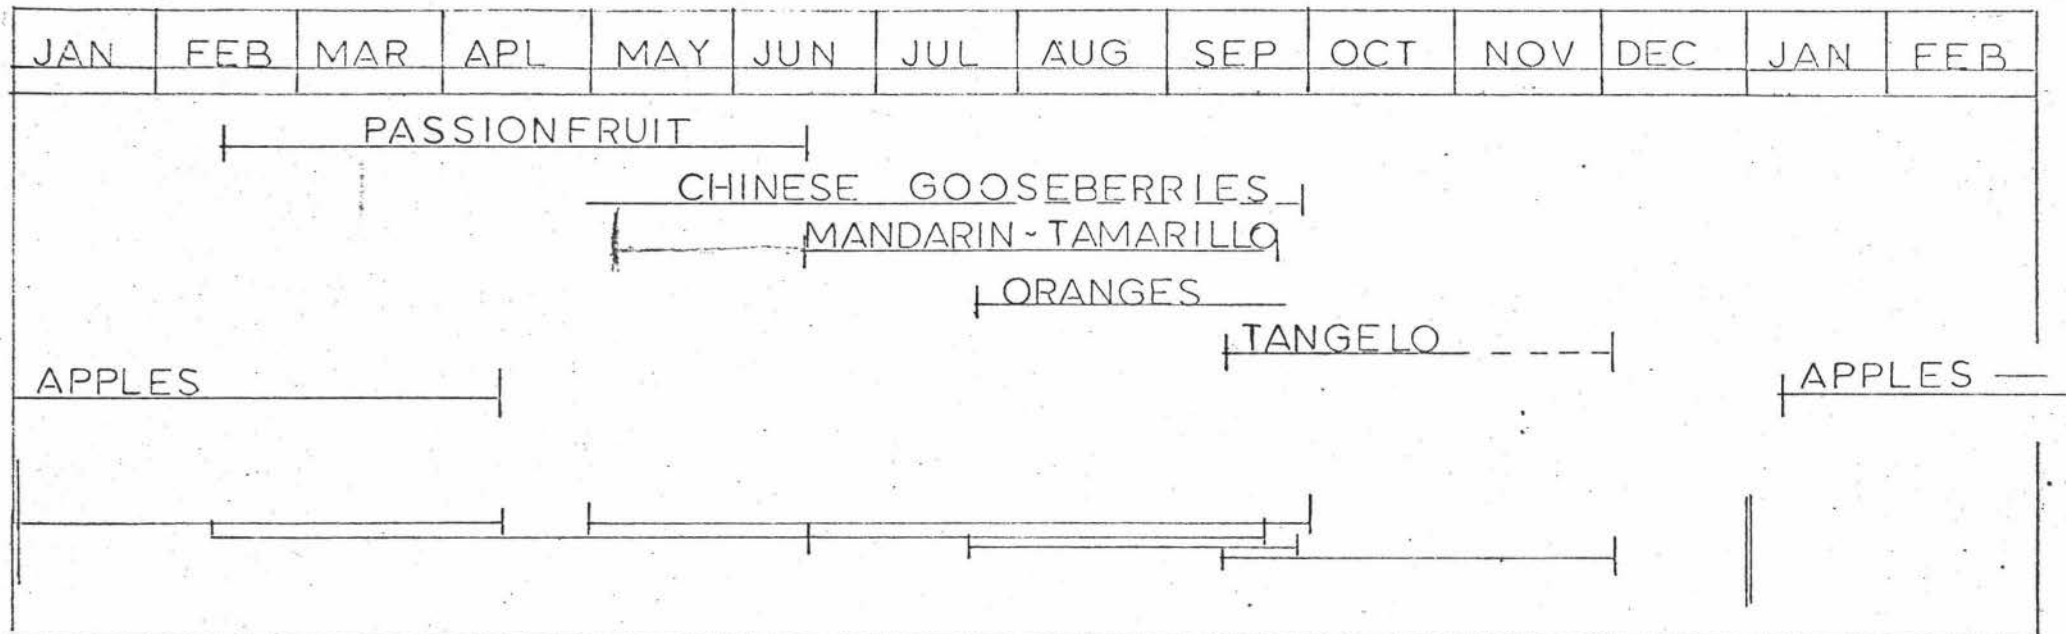 JAN FEB MAR APL MAY JUN JUL AUG SEP OCT NOV DEC JAN FEB
PASSIONFRUIT
CHINESE GOOSEBERRIES
MANDARIN - TAMARILLO
ORANGES
TANGELO
APPLES APPLES